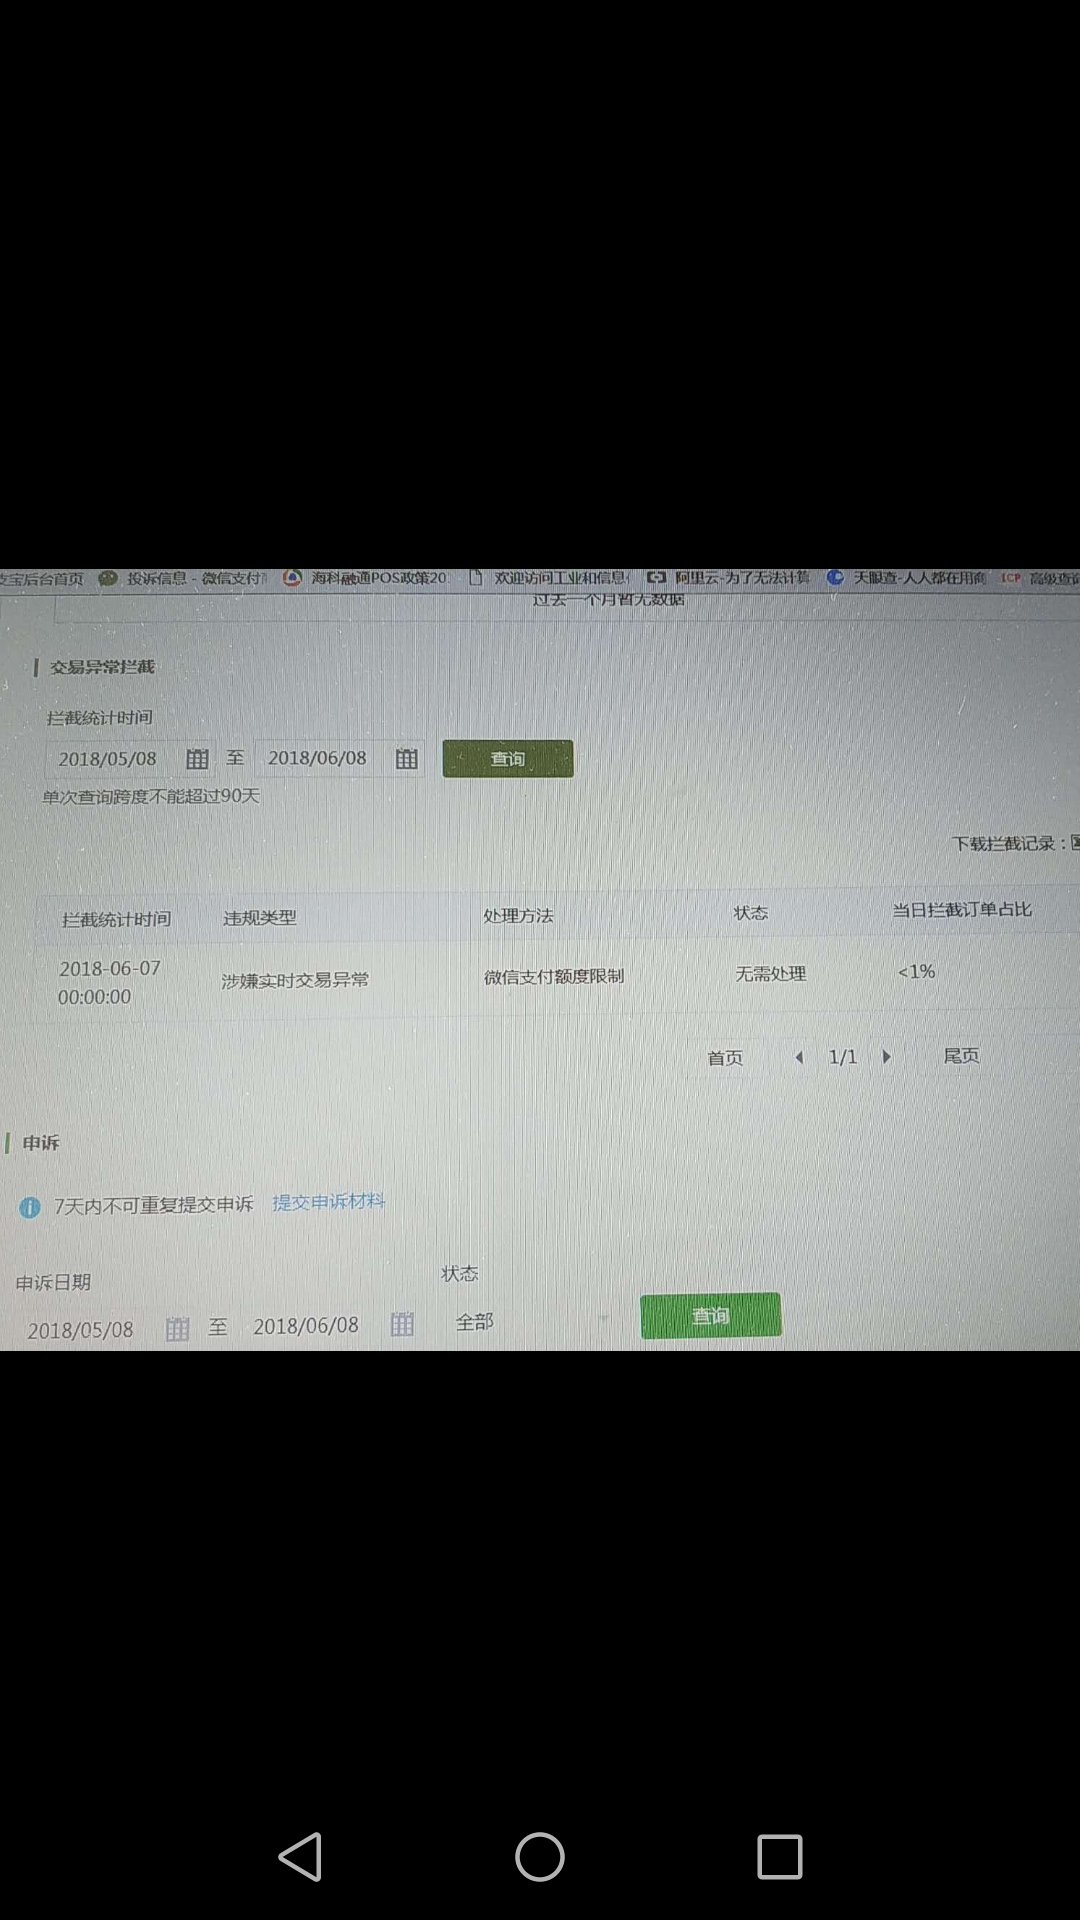 支宝后台首页 投诉信息 - 微信支付 海科融通POS政策20 欢迎访问工业和信息 阿里云-为了无法计算 天眼查-人人都在用商 ICP 高级查询
过去一个月暂无数据
交易异常拦截
拦截统计时间
2018/05/08 至 2018/06/08 查询
单次查询跨度不能超过90天
下载拦截记录：
拦截统计时间 违规类型 处理方法 状态 当日拦截订单占比
2018-06-07 涉嫌实时交易异常 微信支付额度限制 无需处理 <1%
00:00:00
首页 1/1 尾页
申诉
7天内不可重复提交申诉 提交申诉材料
申诉日期 状态
2018/05/08 至 2018/06/08 全部 查询